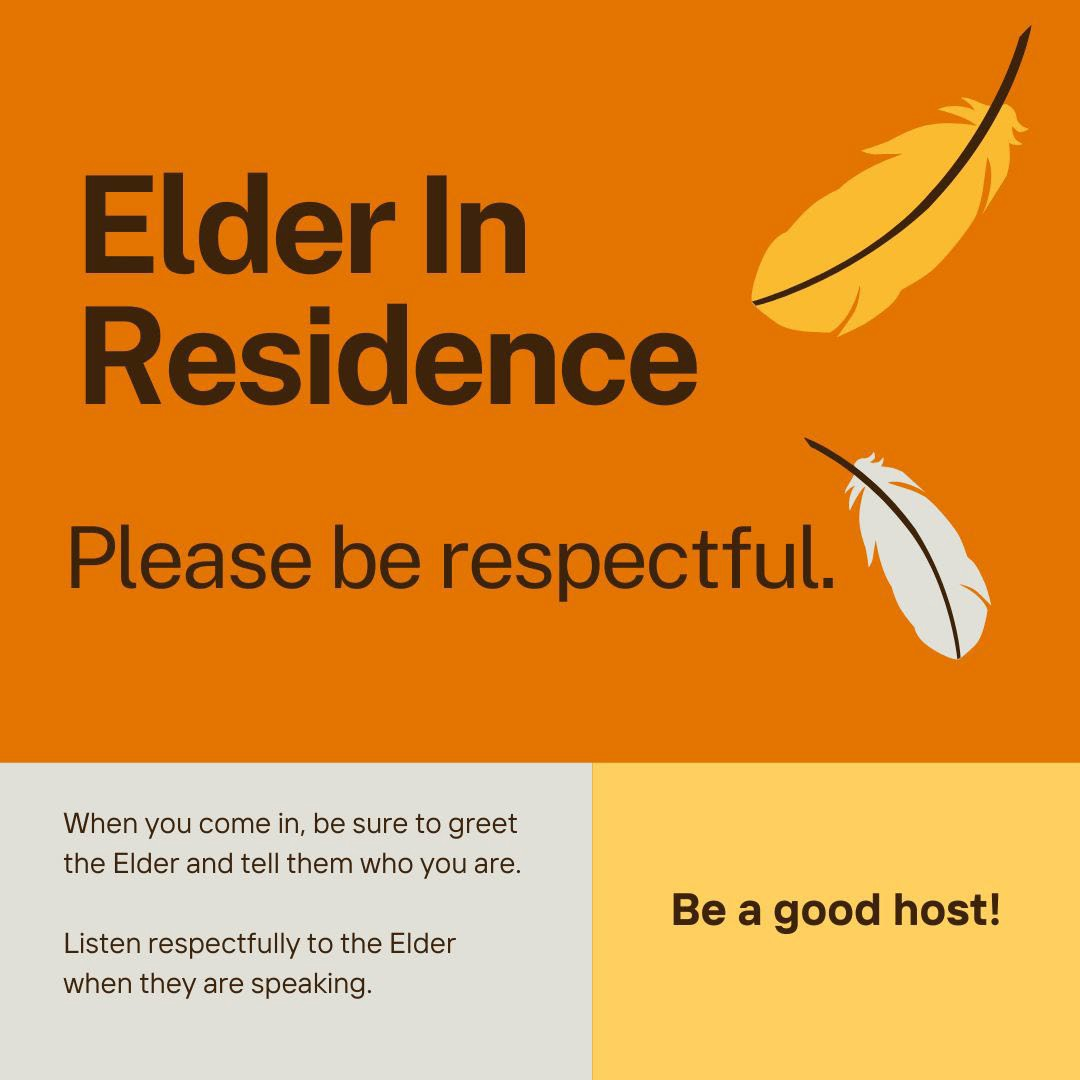 Elder In
Residence
Please be respectful.
When you come in, be sure to greet
the Elder and tell them who you are.
Listen respectfully to the Elder
when they are speaking.
Be a good host!